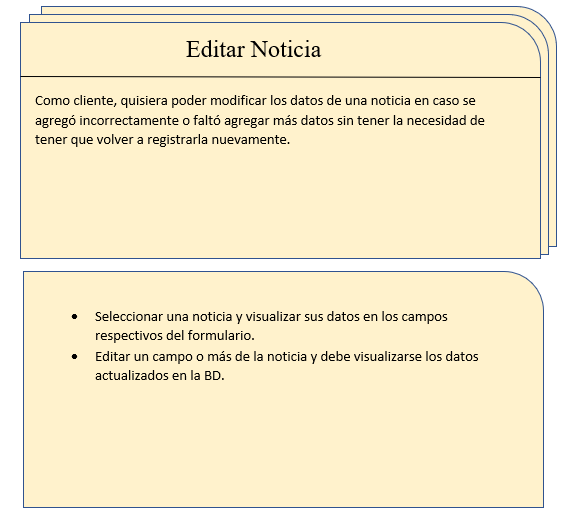 Editar Noticia
Como cliente, quisiera poder modificar los datos de una noticia en caso se
agregó incorrectamente o faltó agregar más datos sin tener la necesidad de
tener que volver a registrarla nuevamente.
• Seleccionar una noticia y visualizar sus datos en los campos
respectivos del formulario.
• Editar un campo o más de la noticia y debe visualizarse los datos
actualizados en la BD.